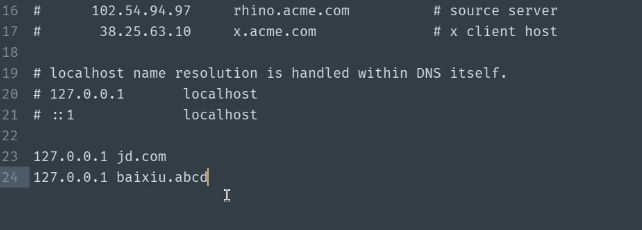 16 #      102.54.94.97     rhino.acme.com          # source server
17 #       38.25.63.10     x.acme.com              # x client host
18
19 # localhost name resolution is handled within DNS itself.
20 # 127.0.0.1       localhost
21 # ::1             localhost
22
23 127.0.0.1 jd.com
24 127.0.0.1 baixiu.abcd